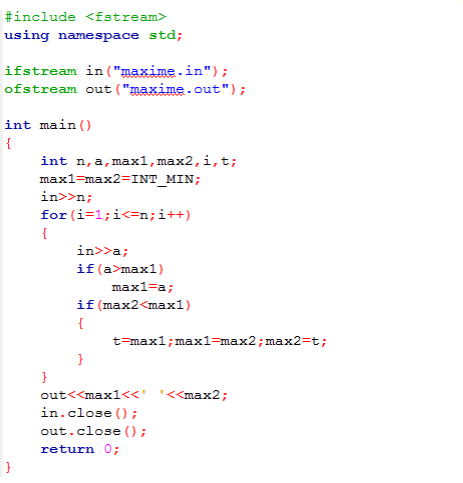 #include <fstream>
using namespace std;

ifstream in("maxime.in");
ofstream out("maxime.out");

int main()
{
    int n,a,max1,max2,i,t;
    max1=max2=INT_MIN;
    in>>n;
    for(i=1;i<=n;i++)
    {
        in>>a;
        if(a>max1)
            max1=a;
        if(max2<max1)
        {
            t=max1;max1=max2;max2=t;
        }
    }
    out<<max1<<' '<<max2;
    in.close();
    out.close();
    return 0;
}